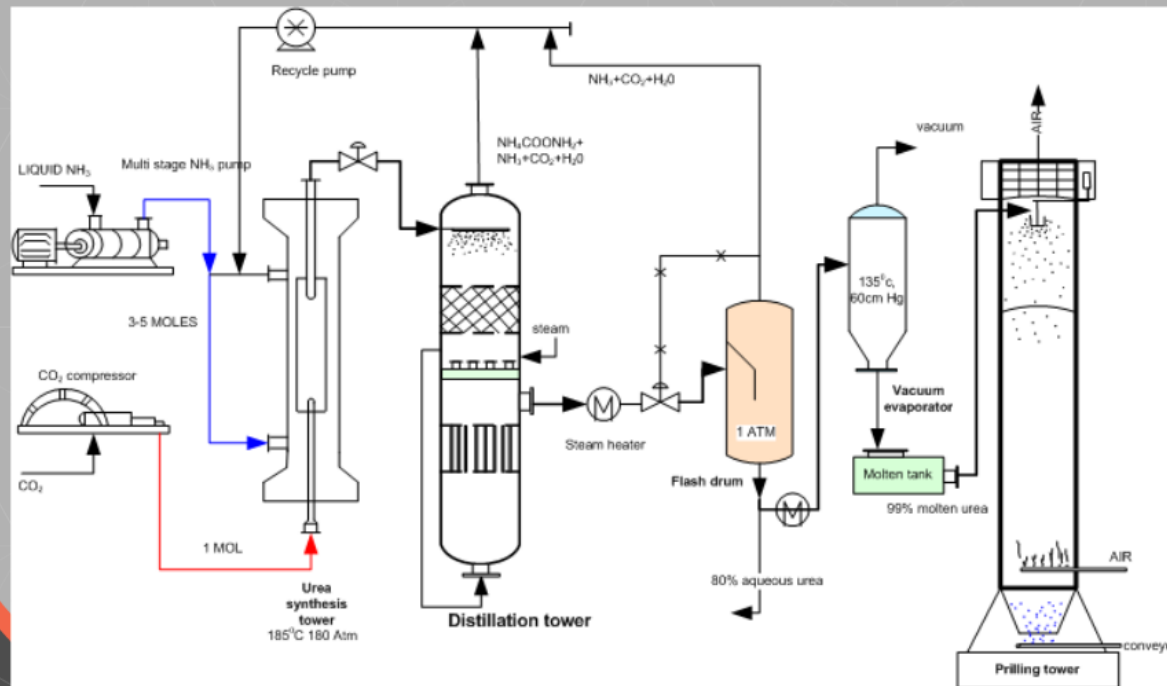 Recycle pump
NH₃+CO₂+H₂0
NH₄COONH₂+
NH₃+CO₂+H₂0
vacuum
AIR
LIQUID NH₃
Multi stage NH₃ pump
135⁰c,
60cm Hg
3-5 MOLES
steam
CO₂ compressor
Vacuum
evaporator
Steam heater
1 ATM
Molten tank
Flash drum
CO₂
99% molten urea
1 MOL
AIR
80% aqueous urea
Urea
synthesis
tower
185⁰C 180 Atm
Distillation tower
conveye
Prilling tower
M
M